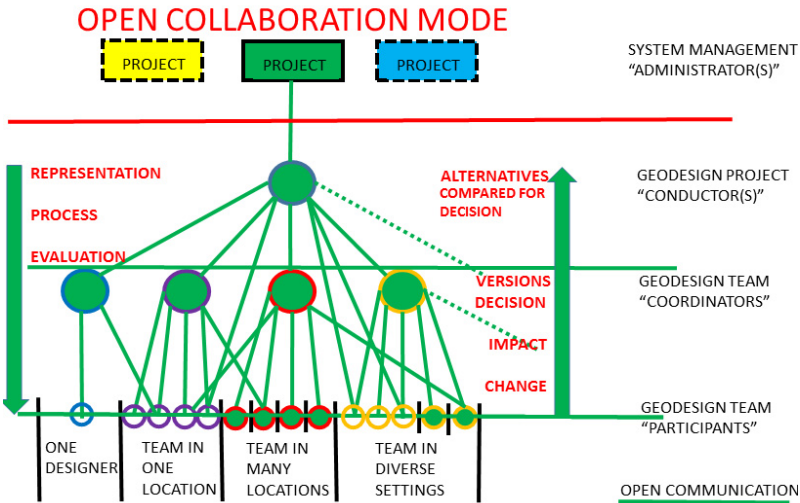 OPEN COLLABORATION MODE
PROJECT
PROJECT
PROJECT
SYSTEM MANAGEMENT
“ADMINISTRATOR(S)”
REPRESENTATION
PROCESS
EVALUATION
ALTERNATIVES
COMPARED FOR
DECISION
GEODESIGN PROJECT
“CONDUCTOR(S)”
VERSIONS
DECISION
IMPACT
CHANGE
GEODESIGN TEAM
“COORDINATORS”
GEODESIGN TEAM
“PARTICIPANTS”
ONE
DESIGNER
TEAM IN
ONE
LOCATION
TEAM IN
MANY
LOCATIONS
TEAM IN
DIVERSE
SETTINGS
OPEN COMMUNICATION